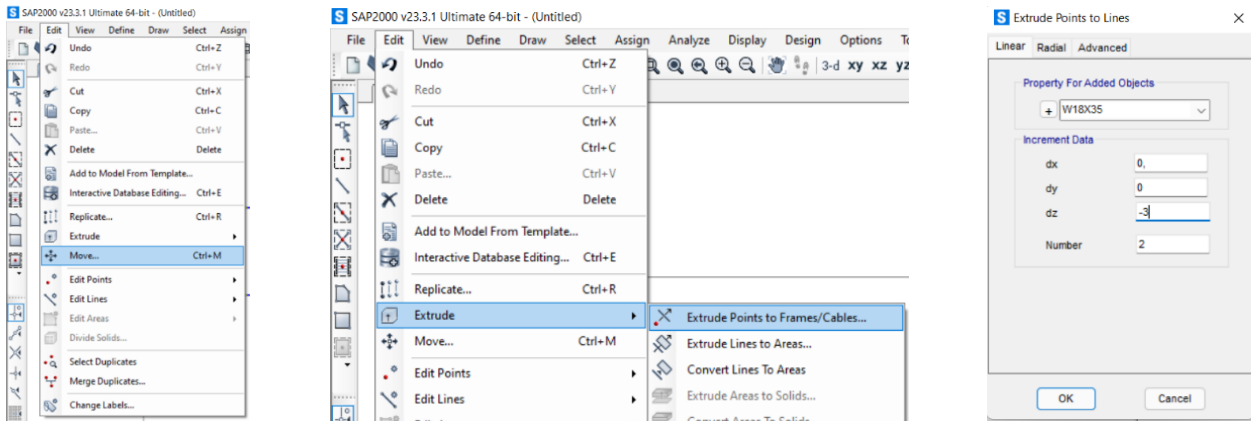 SAP2000 v23.3.1 Ultimate 64-bit - (Untitled)
File Edit View Define Draw Select Assign
Undo Ctrl+Z
Redo Ctrl+Y
Cut Ctrl+X
Copy Ctrl+C
Paste... Ctrl+V
Delete Delete
Add to Model From Template...
Interactive Database Editing... Ctrl+E
Replicate... Ctrl+R
Extrude
Move... Ctrl+M
Edit Points
Edit Lines
Edit Areas
Divide Solids...
Select Duplicates
Merge Duplicates...
Change Labels...
SAP2000 v23.3.1 Ultimate 64-bit - (Untitled)
File Edit View Define Draw Select Assign Analyze Display Design Options
3-d xy xz yz
Undo Ctrl+Z
Redo Ctrl+Y
Cut Ctrl+X
Copy Ctrl+C
Paste... Ctrl+V
Delete Delete
Add to Model From Template...
Interactive Database Editing... Ctrl+E
Replicate... Ctrl+R
Extrude
Move... Ctrl+M
Edit Points
Edit Lines
Extrude Points to Frames/Cables...
Extrude Lines to Areas...
Convert Lines To Areas
Extrude Areas to Solids...
Convert Areas To Solids
Extrude Points to Lines
Linear Radial Advanced
Property For Added Objects
+ W18X35
Increment Data
dx 0,
dy 0
dz -3
Number 2
OK Cancel